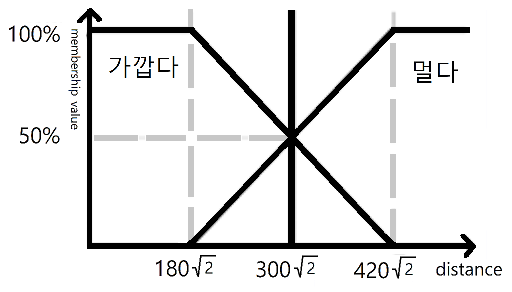 100%
membership value
가깝다
멀다
50%
180√2
300√2
420√2
distance